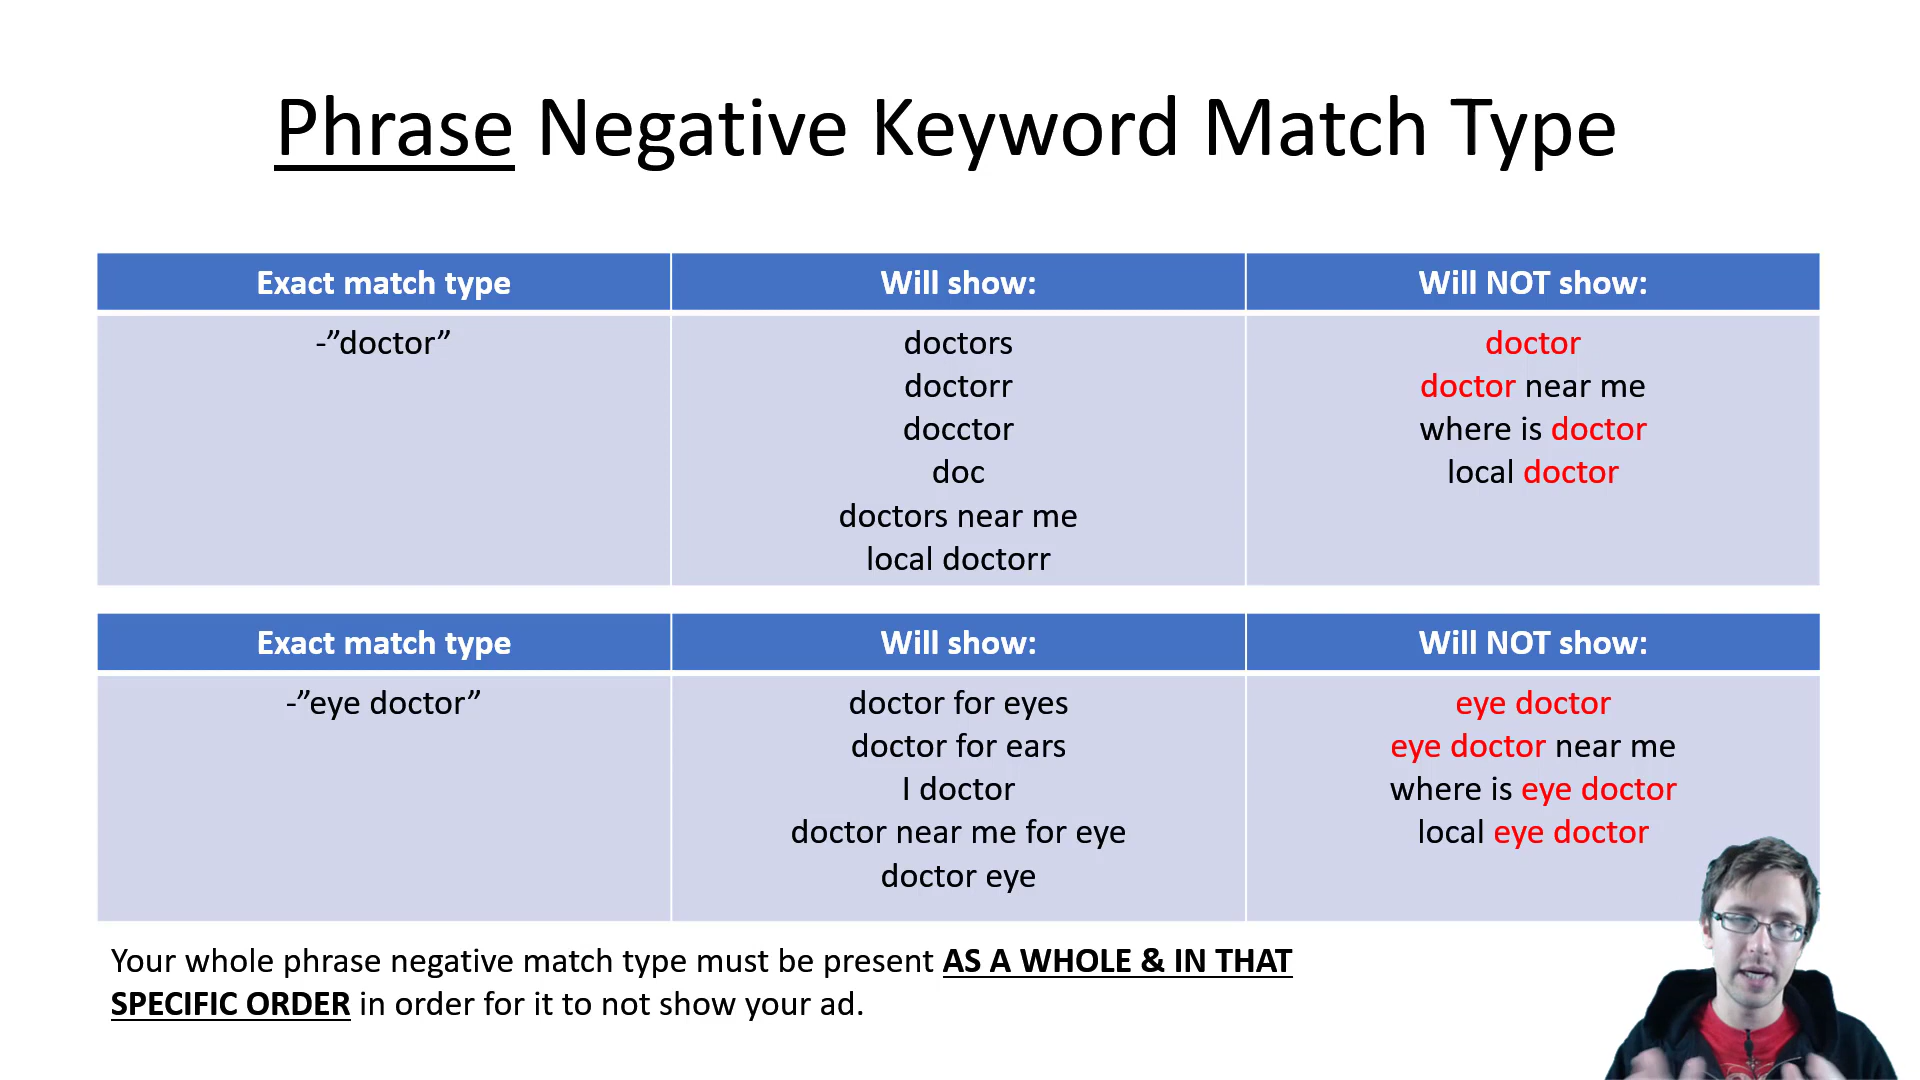 Phrase Negative Keyword Match Type
Exact match type
Will show:
Will NOT show:
-”doctor”
doctors
doctorr
docctor
doc
doctors near me
local doctorr
doctor
doctor near me
where is doctor
local doctor
Exact match type
Will show:
Will NOT show:
-”eye doctor”
doctor for eyes
doctor for ears
I doctor
doctor near me for eye
doctor eye
eye doctor
eye doctor near me
where is eye doctor
local eye doctor
Your whole phrase negative match type must be present AS A WHOLE & IN THAT
SPECIFIC ORDER in order for it to not show your ad.